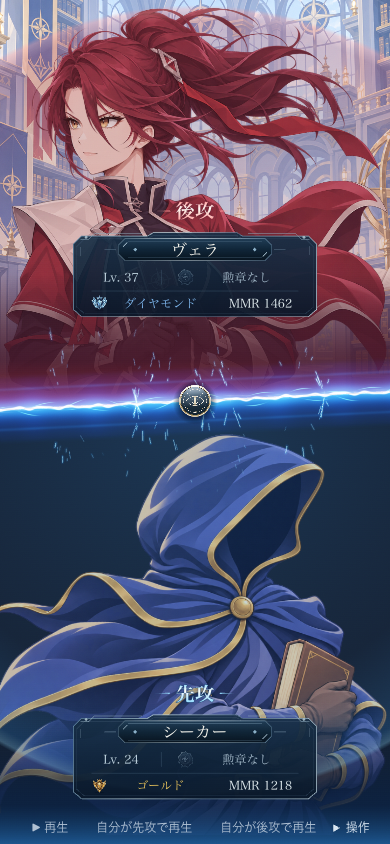 後攻
ヴェラ
Lv. 37 勲章なし
ダイヤモンド MMR 1462
先攻
シーカー
Lv. 24 勲章なし
ゴールド MMR 1218
▶ 再生 自分が先攻で再生 自分が後攻で再生 ▶ 操作